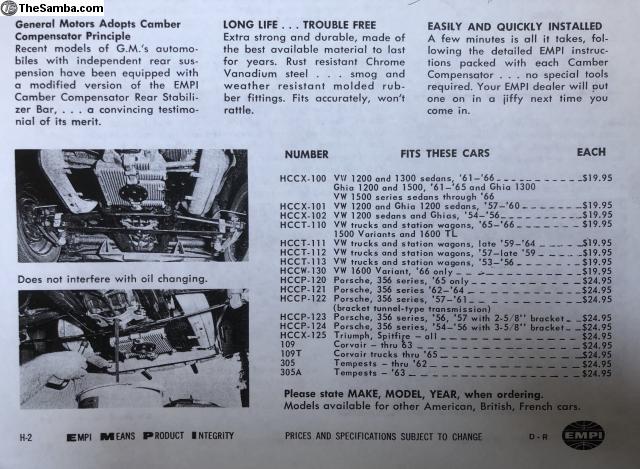 TheSamba.com
General Motors Adopts Camber
Compensator Principle
Recent models of G.M.'s automo-
biles with independent rear sus-
pension have been equipped with
a modified version of the EMPI
Camber Compensator Rear Stabili-
zer Bar, . . . a convincing testimo-
nial of its merit.
LONG LIFE . . . TROUBLE FREE
Extra strong and durable, made of
the best available material to last
for years. Rust resistant Chrome
Vanadium steel . . . smog and
weather resistant molded rub-
ber fittings. Fits accurately, won't
rattle.
EASILY AND QUICKLY INSTALLED
A few minutes is all it takes, fol-
lowing the detailed EMPI instruc-
tions packed with each Camber
Compensator . . . no special tools
required. Your EMPI dealer will put
one on in a jiffy next time you
come in.
Does not interfere with oil changing.
NUMBER FITS THESE CARS EACH
HCCX-100 VW 1200 and 1300 sedans, '61-'66 $19.95
Ghia 1200 and 1500, '61-'65 and Ghia 1300
VW 1500 series sedans through '66
HCCX-101 VW 1200 and Ghia 1200 sedans, '57-'60 $19.95
HCCX-102 VW 1200 sedans and Ghias, '54-'56 $19.95
HCCT-110 VW trucks and station wagons, '65-'66 $19.95
1500 Variants and 1600 TL
HCCT-111 VW trucks and station wagons, late '59-'64 $19.95
HCCT-112 VW trucks and station wagons, '57-late '59 $19.95
HCCT-113 VW trucks and station wagons, '53-'56 $19.95
HCCW-130 VW 1600 Variant, '66 only $19.95
HCCP-120 Porsche, 356 series, '65 only $24.95
HCCP-121 Porsche, 356 series '62-'64 $24.95
HCCP-122 Porsche, 356 series, '57-'61 $24.95
(bracket tunnel-type transmission)
HCCP-123 Porsche, 356 series, '56, '57 with 2-5/8" bracket $24.95
HCCP-124 Porsche, 356 series, '54-'56 with 3-5/8" bracket $24.95
HCCX-125 Triumph, Spitfire - all $24.95
109 Corvair - thru 63 $24.95
109T Corvair trucks thru '65 $24.95
305 Tempests - thru '62 $24.95
305A Tempests - '63 $24.95
Please state MAKE, MODEL, YEAR, when ordering.
Models available for other American, British, French cars.
H-2 EMPI MEANS PRODUCT INTEGRITY PRICES AND SPECIFICATIONS SUBJECT TO CHANGE D-R EMPI